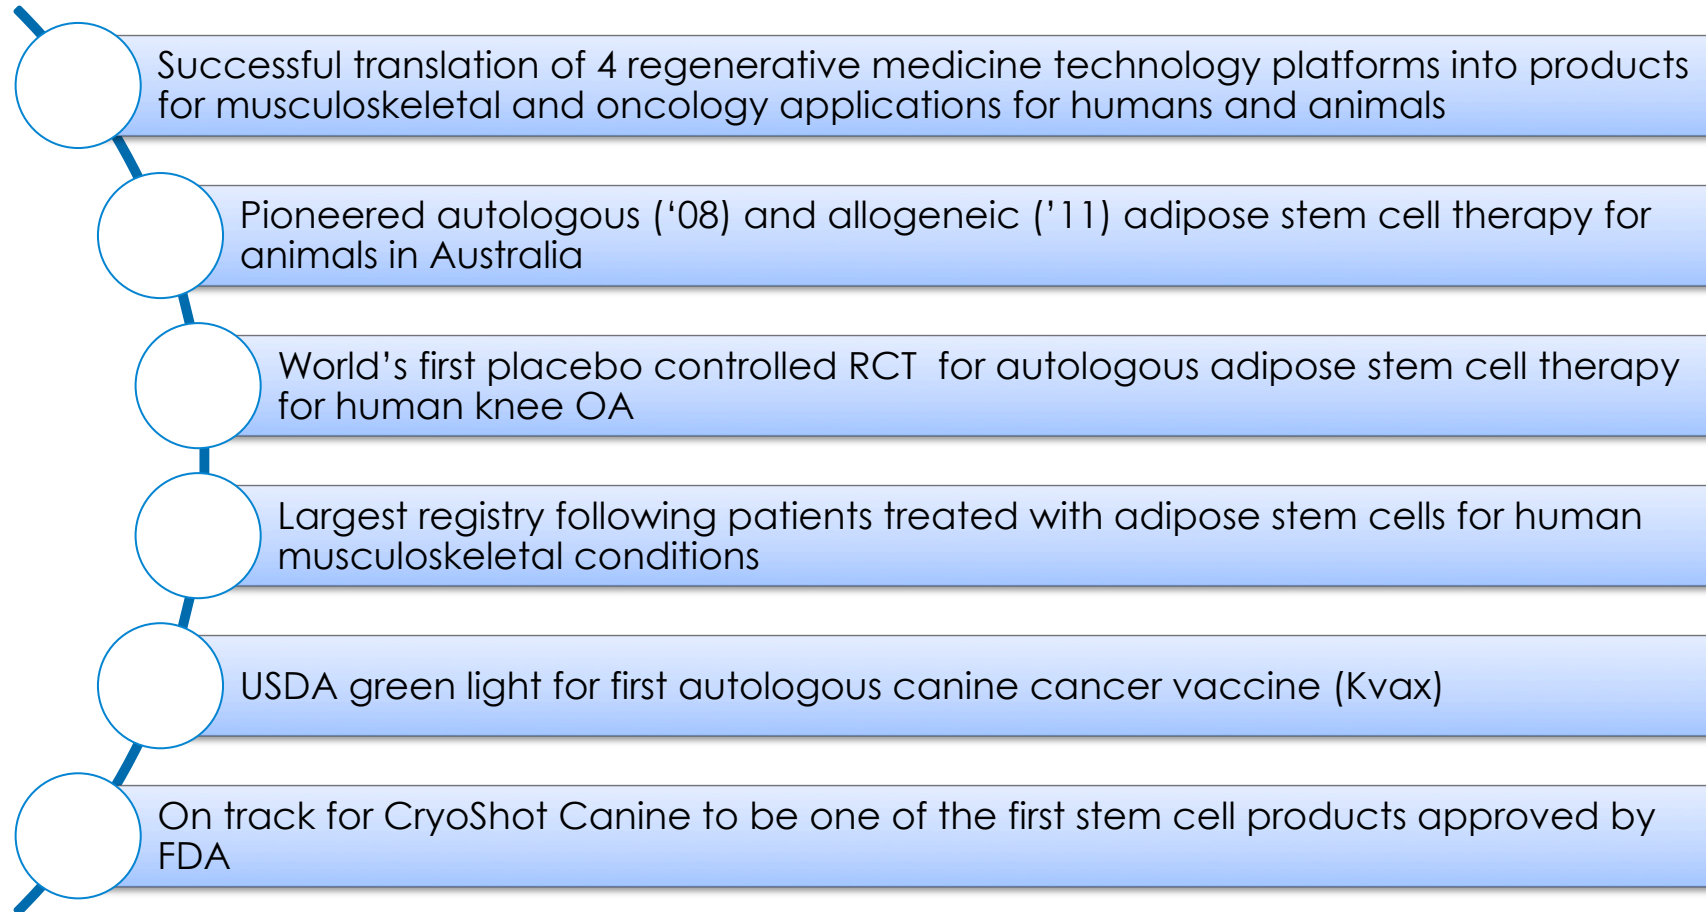 Successful translation of 4 regenerative medicine technology platforms into products
for musculoskeletal and oncology applications for humans and animals
Pioneered autologous (‘08) and allogeneic (’11) adipose stem cell therapy for
animals in Australia
World’s first placebo controlled RCT  for autologous adipose stem cell therapy
for human knee OA
Largest registry following patients treated with adipose stem cells for human
musculoskeletal conditions
USDA green light for first autologous canine cancer vaccine (Kvax)
On track for CryoShot Canine to be one of the first stem cell products approved by
FDA